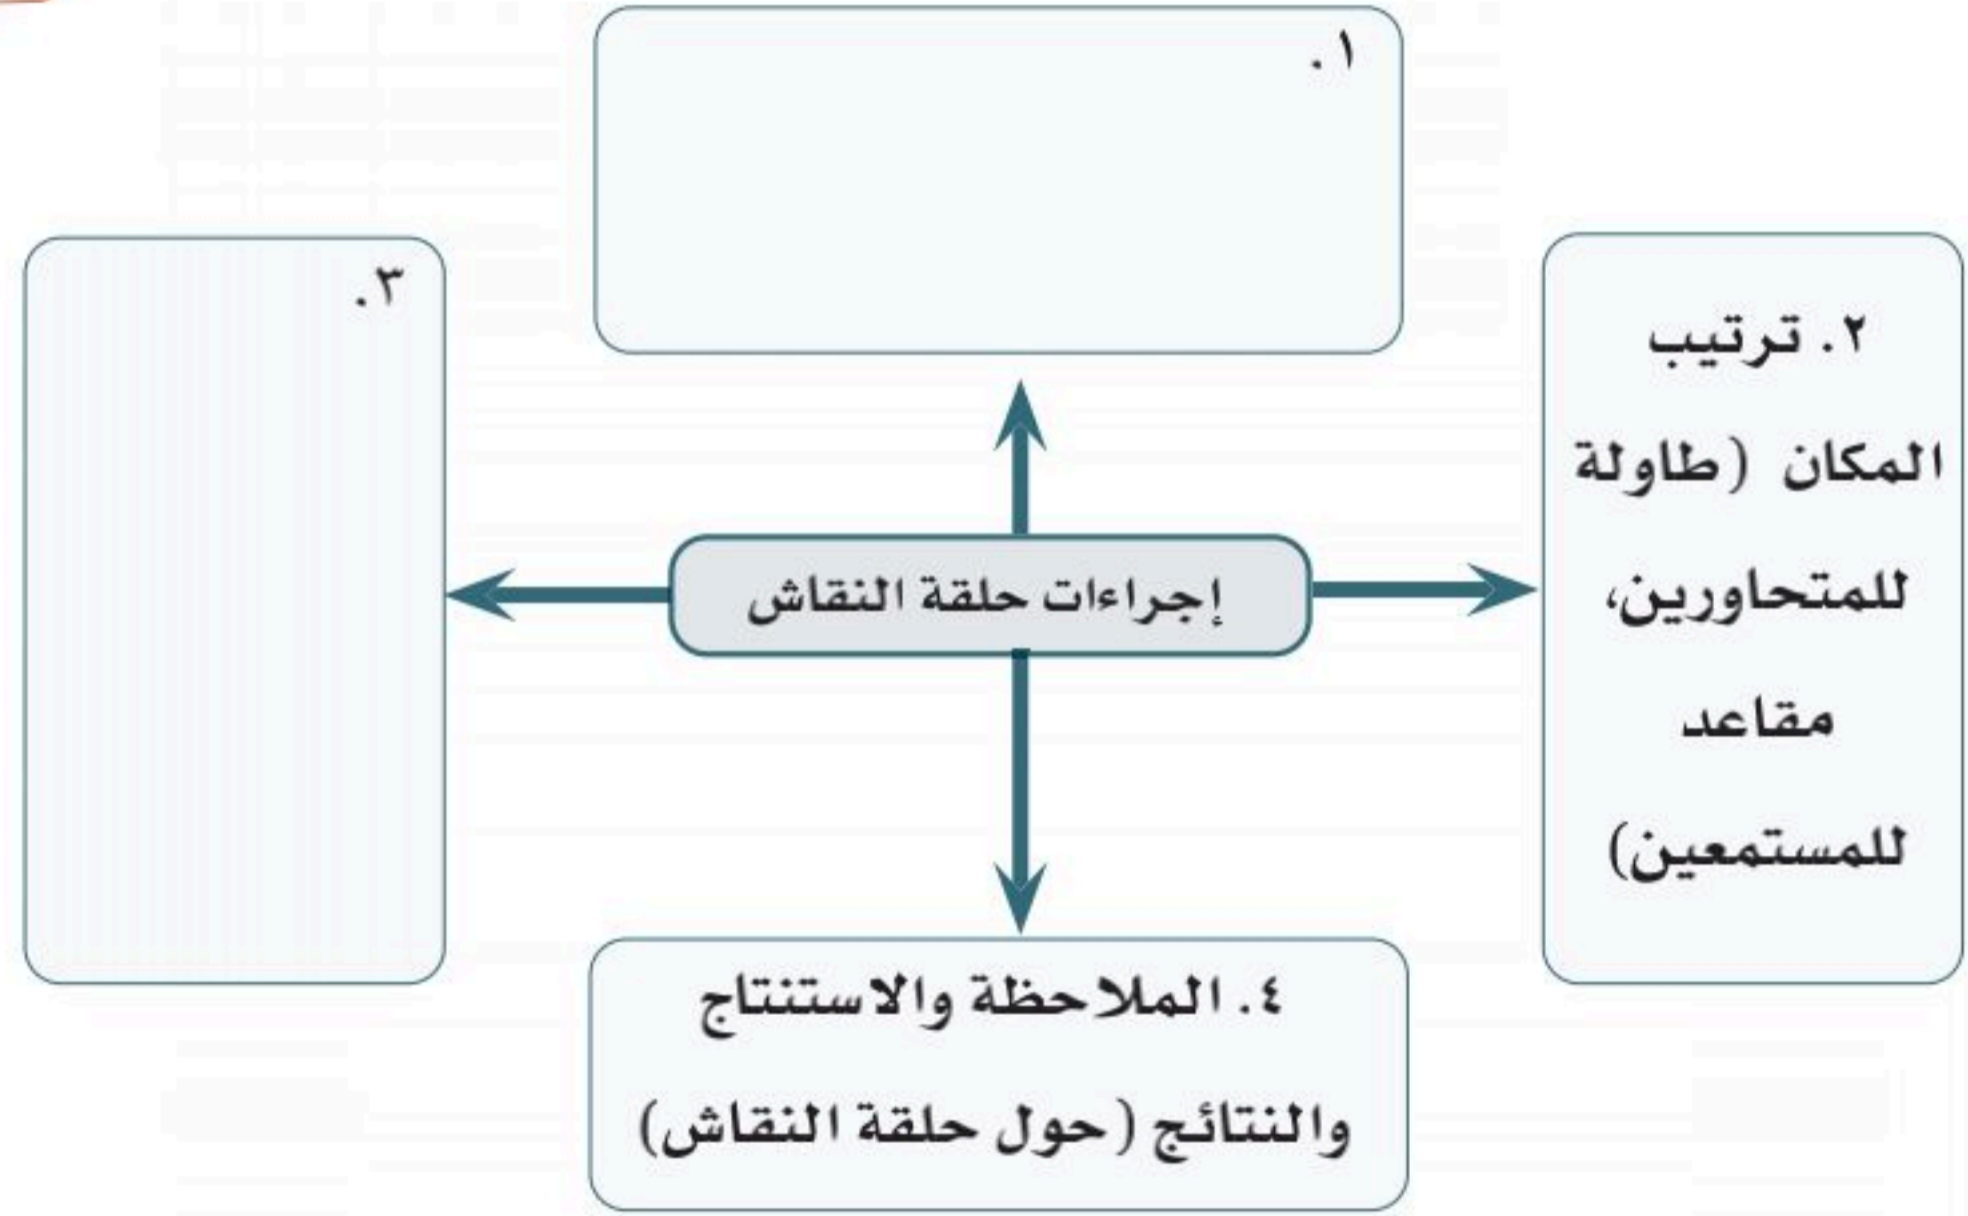 ١.
٢. ترتيب
المكان (طاولة
للمتحاورين،
مقاعد
للمستمعين)
٣.
إجراءات حلقة النقاش
٤. الملاحظة والاستنتاج
والنتائج (حول حلقة النقاش)